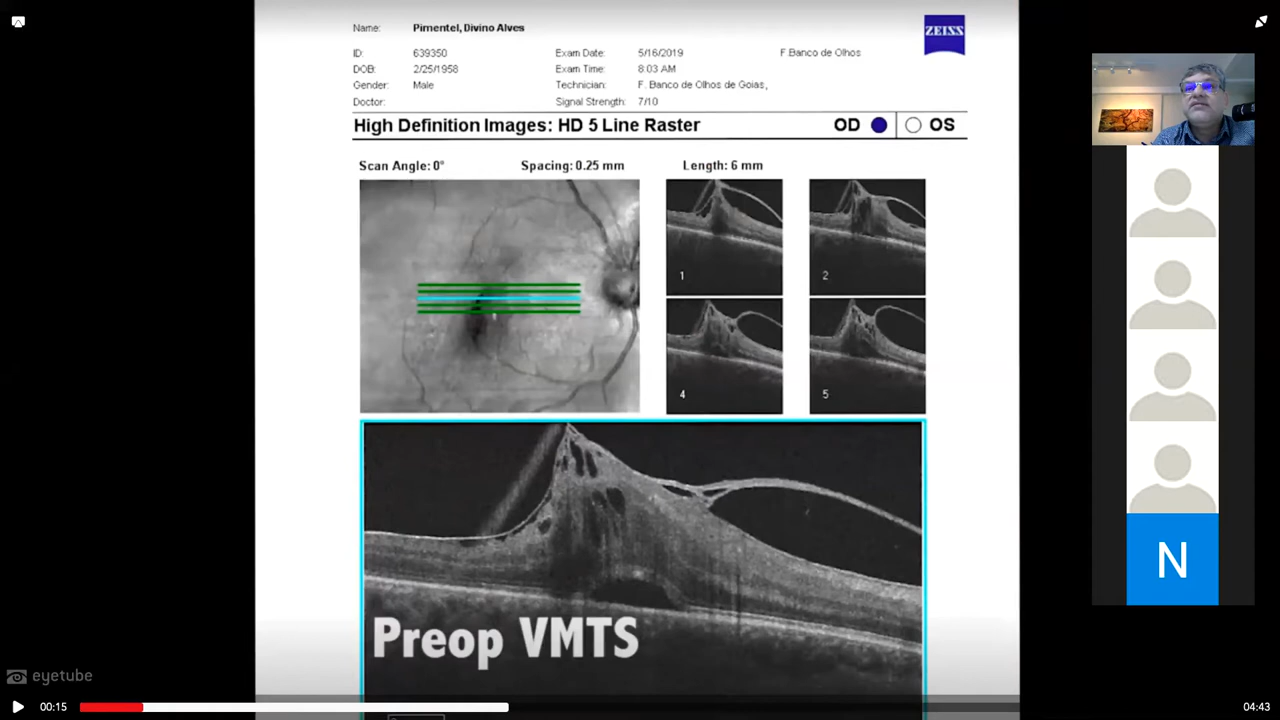 Name: Pimentel, Divino Alves
ZEISS
ID: 639350 Exam Date: 5/16/2019 F.Banco de Olhos
DOB: 2/25/1958 Exam Time: 8:03 AM
Gender: Male Technician: F. Banco de Olhos de Goias,
Doctor: Signal Strength: 7/10
High Definition Images: HD 5 Line Raster OD OS
Scan Angle: 0° Spacing: 0.25 mm Length: 6 mm
1 2
4 5
Preop VMTS
N
eyetube
00:15 04:43